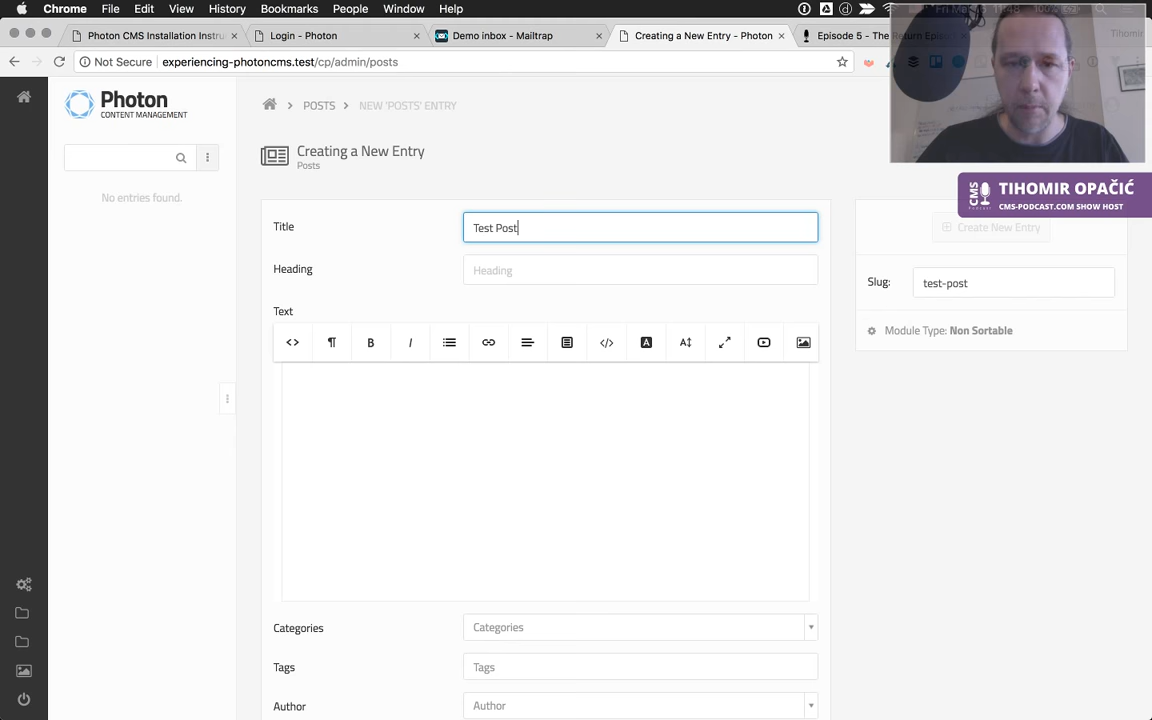 Chrome File Edit View History Bookmarks People Window Help
Photon CMS Installation Instru
Login - Photon
Demo inbox - Mailtrap
Creating a New Entry - Photon
Episode 5 - The Return Episo
Tihomir
Not Secure experiencing-photoncms.test/cp/admin/posts
Photon
CONTENT MANAGEMENT
POSTS
NEW 'POSTS' ENTRY
No entries found.
Creating a New Entry
Posts
TIHOMIR OPAČIĆ
CMS-PODCAST.COM SHOW HOST
CMS
Title
Test Post
Create New Entry
Heading
Heading
Slug:
test-post
Text
Module Type: Non Sortable
B
I
A
A
Categories
Categories
Tags
Tags
Author
Author